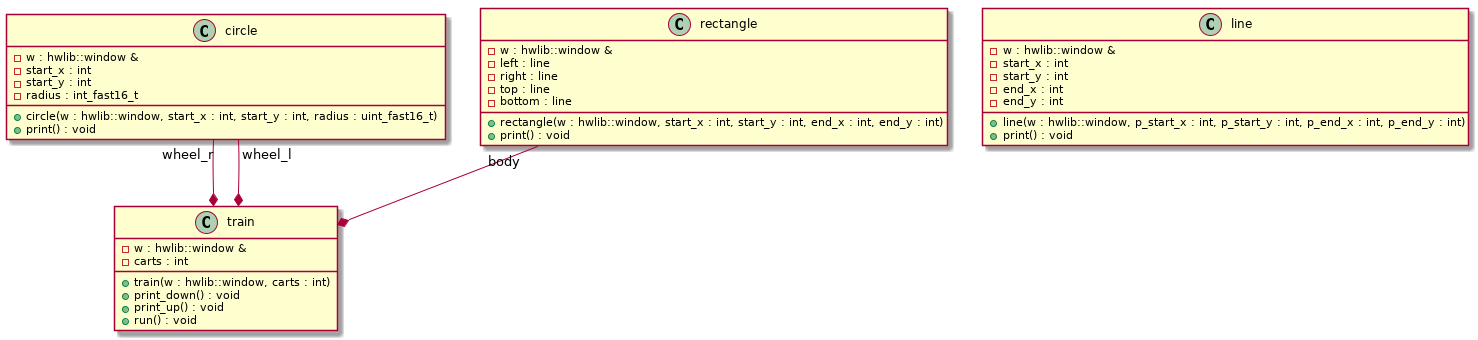 C circle
w : hwlib::window &
start_x : int
start_y : int
radius : int_fast16_t
circle(w : hwlib::window, start_x : int, start_y : int, radius : uint_fast16_t)
print() : void
C rectangle
w : hwlib::window &
left : line
right : line
top : line
bottom : line
rectangle(w : hwlib::window, start_x : int, start_y : int, end_x : int, end_y : int)
print() : void
C line
w : hwlib::window &
start_x : int
start_y : int
end_x : int
end_y : int
line(w : hwlib::window, p_start_x : int, p_start_y : int, p_end_x : int, p_end_y : int)
print() : void
wheel_r
wheel_l
body
C train
w : hwlib::window &
carts : int
train(w : hwlib::window, carts : int)
print_down() : void
print_up() : void
run() : void